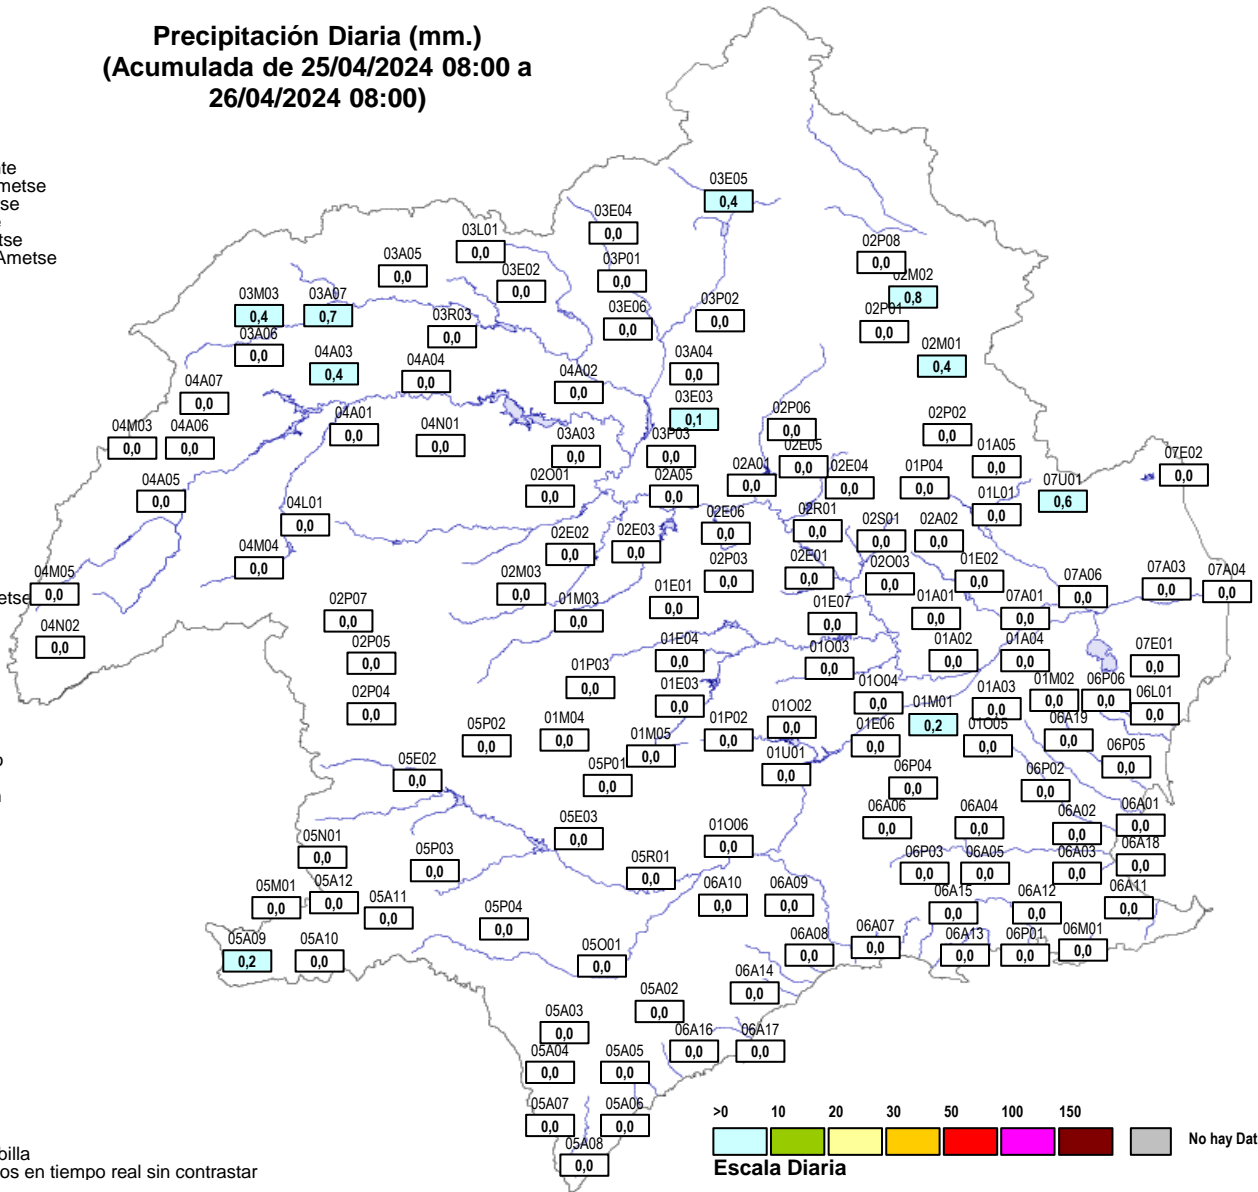 Precipitación Diaria (mm.)
(Acumulada de 25/04/2024 08:00 a
26/04/2024 08:00)
nte
metse
tse
e
tse
Ametse
03E05
0,4
03E04
0,0
03L01
0,0
03A05
0,0
03E02
0,0
03P01
0,0
02P08
0,0
02M02
0,8
03M03
0,4
03A07
0,7
03R03
0,0
03E06
0,0
03P02
0,0
02P01
0,0
03A06
0,0
04A03
0,4
04A04
0,0
04A02
0,0
03A04
0,0
02M01
0,4
04A07
0,0
03E03
0,1
04M03
0,0
04A06
0,0
04A01
0,0
04N01
0,0
03A03
0,0
03P03
0,0
02P06
0,0
02P02
0,0
02E05
0,0
01A05
0,0
07E02
0,0
04A05
0,0
02O01
0,0
02A05
0,0
02A01
0,0
02E04
0,0
01P04
0,0
07U01
0,6
04L01
0,0
01L01
0,0
02E06
0,0
02R01
0,0
02S01
0,0
02A02
0,0
04M04
0,0
02E02
0,0
02E03
0,0
04M05
0,0
etse
02M03
0,0
02P03
0,0
02E01
0,0
02O03
0,0
01E02
0,0
07A06
0,0
07A03
0,0
07A04
0,0
02P07
0,0
01M03
0,0
01E01
0,0
01E07
0,0
01A01
0,0
07A01
0,0
04N02
0,0
02P05
0,0
01E04
0,0
01O03
0,0
01A02
0,0
01A04
0,0
07E01
0,0
01P03
0,0
02P04
0,0
01E03
0,0
01O04
0,0
01M01
0,2
01A03
0,0
01M02
0,0
06P06
0,0
06L01
0,0
05P02
0,0
01M04
0,0
01M05
0,0
01P02
0,0
01O02
0,0
01E06
0,0
01O05
0,0
06A19
0,0
o
05E02
0,0
05P01
0,0
01U01
0,0
06P04
0,0
06P02
0,0
06P05
0,0
05E03
0,0
01O06
0,0
06A06
0,0
06A04
0,0
06A02
0,0
06A01
0,0
05N01
0,0
05P03
0,0
05R01
0,0
06P03
0,0
06A05
0,0
06A03
0,0
06A18
0,0
05M01
0,0
05A12
0,0
05A11
0,0
06A10
0,0
06A09
0,0
06A15
0,0
06A12
0,0
06A11
0,0
05P04
0,0
05A09
0,2
05A10
0,0
05O01
0,0
06A08
0,0
06A07
0,0
06A13
0,0
06P01
0,0
06M01
0,0
06A14
0,0
05A02
0,0
05A03
0,0
06A16
0,0
06A17
0,0
05A04
0,0
05A05
0,0
05A07
0,0
05A06
0,0
05A08
0,0
>0 10 20 30 50 100 150
No hay Dat
Escala Diaria
billa
os en tiempo real sin contrastar